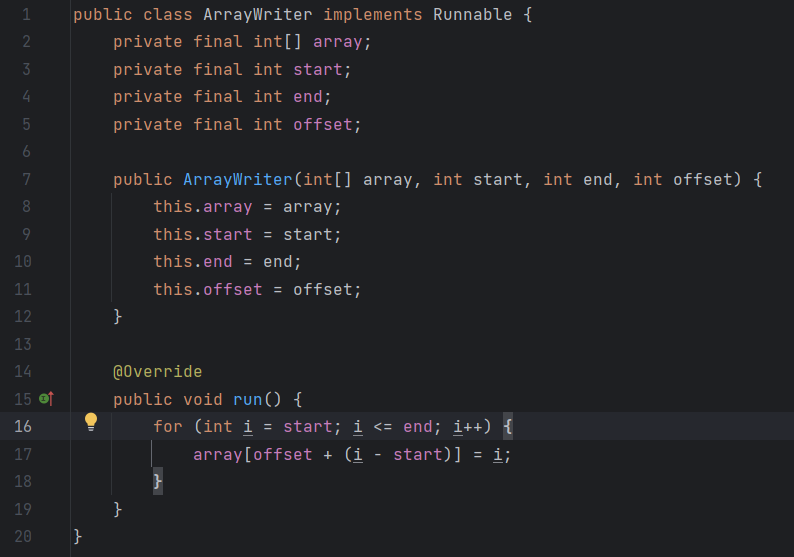 1 public class ArrayWriter implements Runnable {
2     private final int[] array;
3     private final int start;
4     private final int end;
5     private final int offset;
6
7     public ArrayWriter(int[] array, int start, int end, int offset) {
8         this.array = array;
9         this.start = start;
10         this.end = end;
11         this.offset = offset;
12     }
13
14     @Override
15     public void run() {
16         for (int i = start; i <= end; i++) {
17             array[offset + (i - start)] = i;
18         }
19     }
20 }